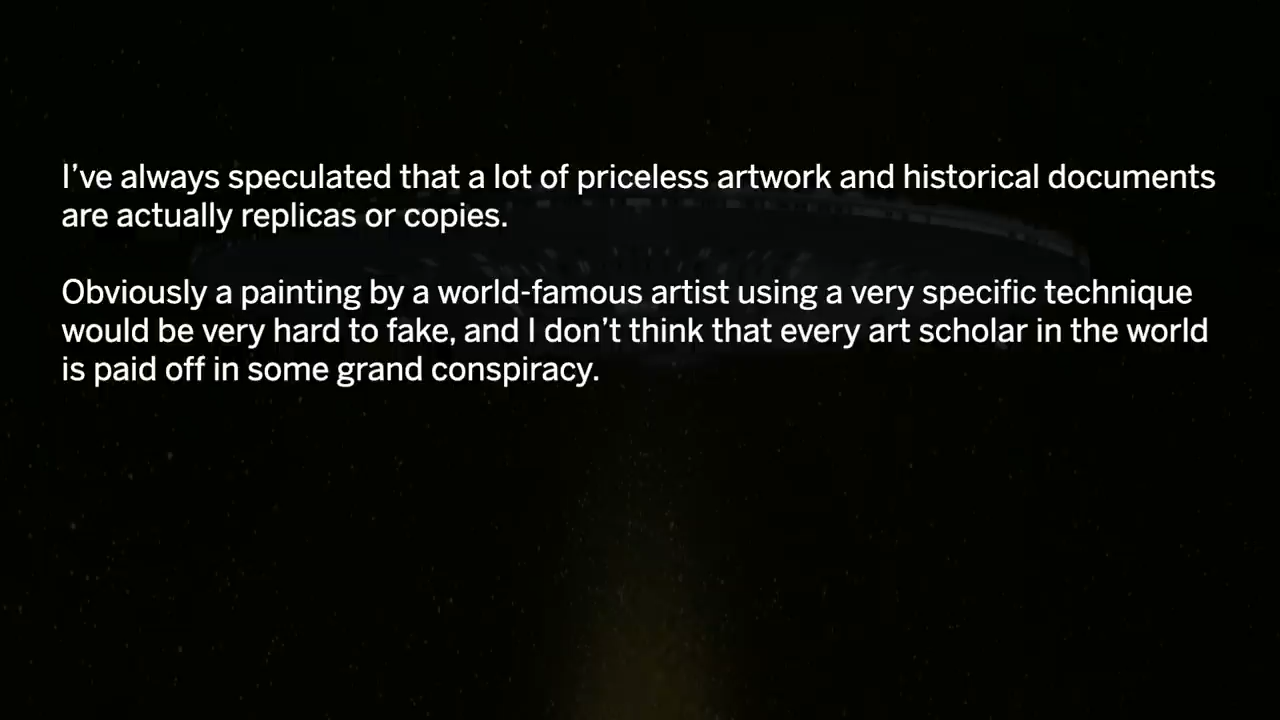 I've always speculated that a lot of priceless artwork and historical documents
are actually replicas or copies.
Obviously a painting by a world-famous artist using a very specific technique
would be very hard to fake, and I don't think that every art scholar in the world
is paid off in some grand conspiracy.